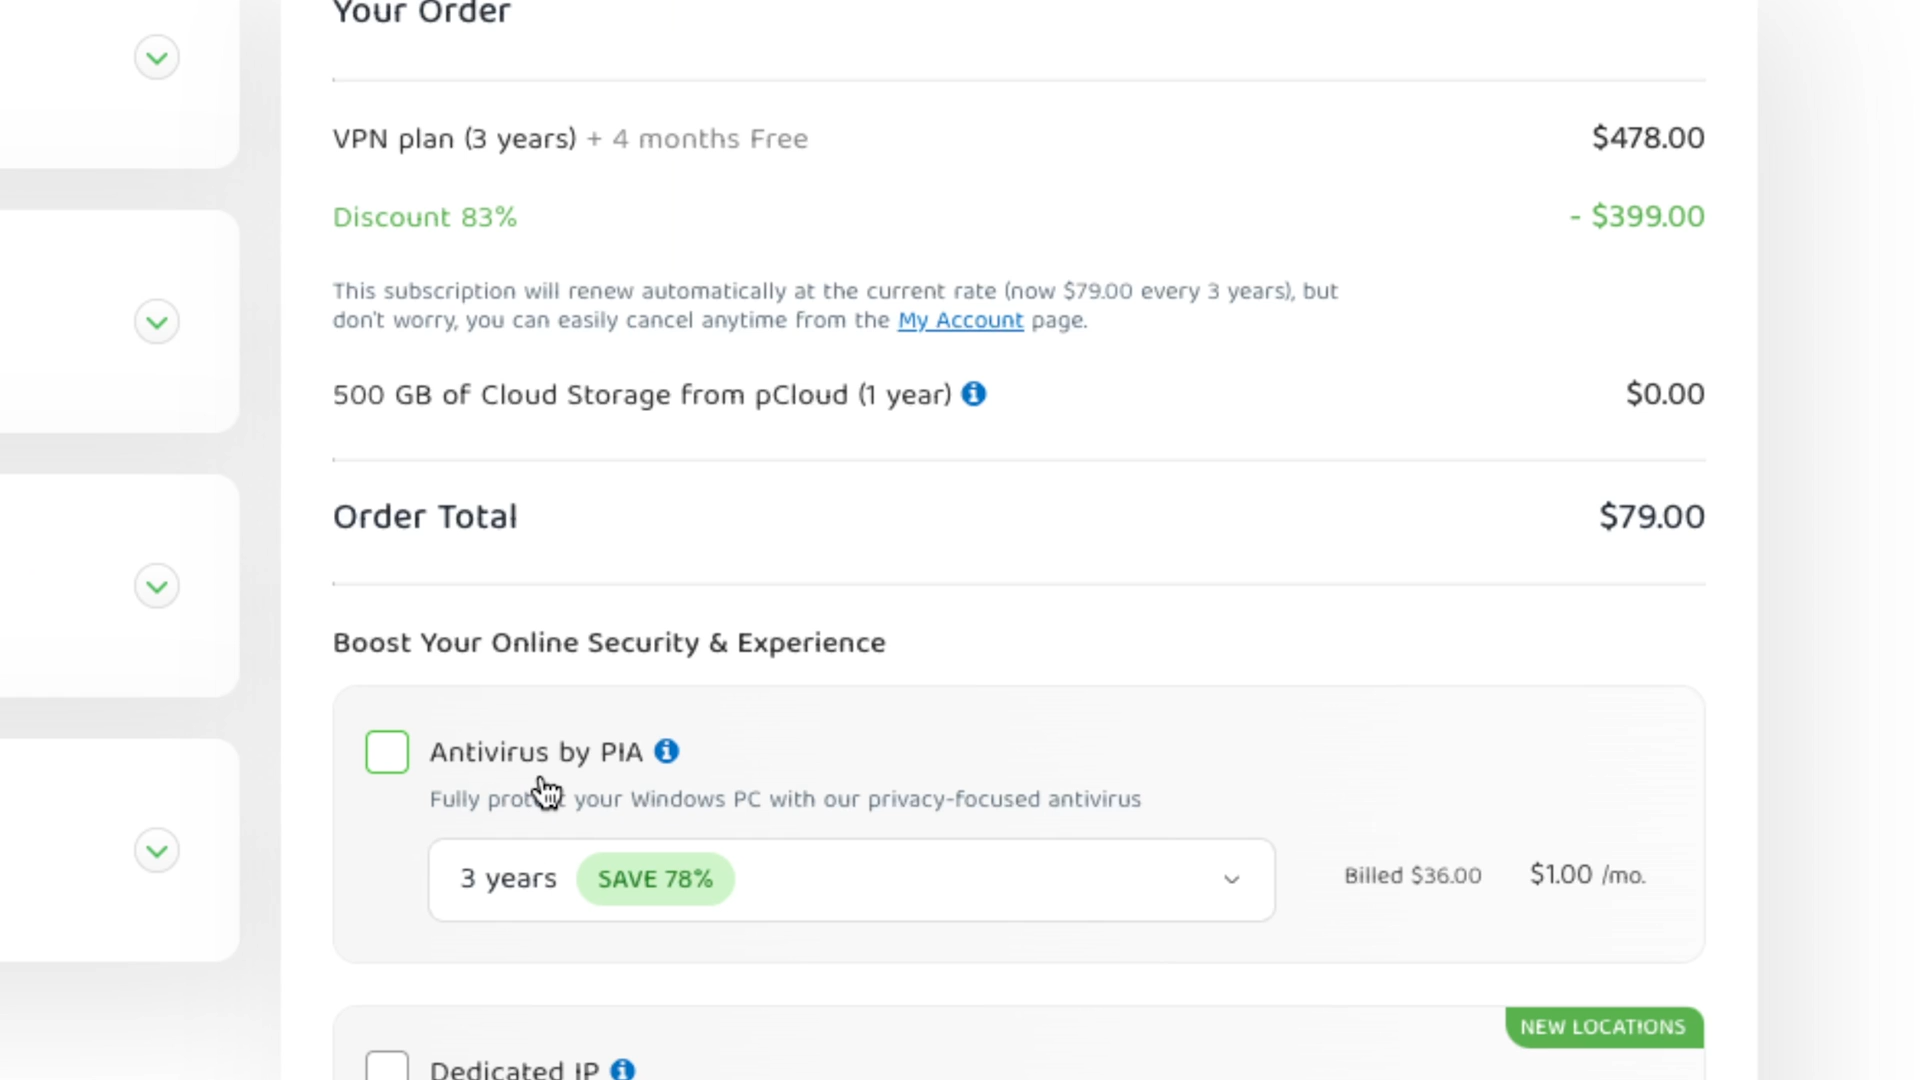 Your Order
VPN plan (3 years) + 4 months Free $478.00
Discount 83% - $399.00
This subscription will renew automatically at the current rate (now $79.00 every 3 years), but
don't worry, you can easily cancel anytime from the My Account page.
500 GB of Cloud Storage from pCloud (1 year) $0.00
Order Total $79.00
Boost Your Online Security & Experience
Antivirus by PIA
Fully protect your Windows PC with our privacy-focused antivirus
3 years SAVE 78% Billed $36.00 $1.00 /mo.
NEW LOCATIONS
Dedicated IP